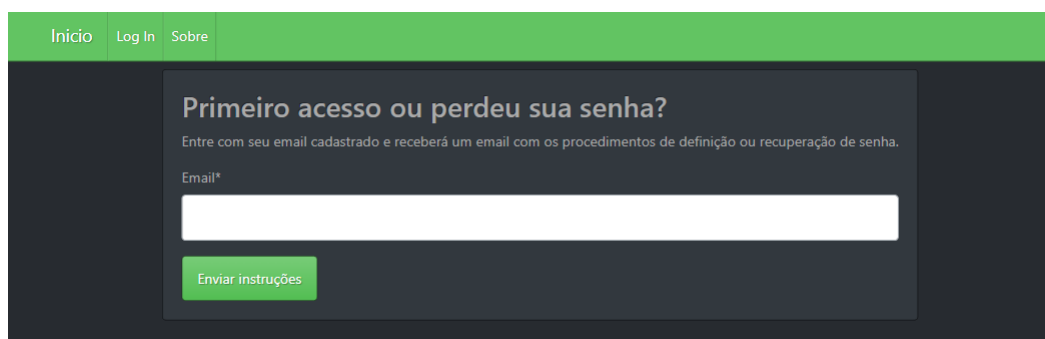 Inicio Log In Sobre
Primeiro acesso ou perdeu sua senha?
Entre com seu email cadastrado e receberá um email com os procedimentos de definição ou recuperação de senha.
Email*
Enviar instruções